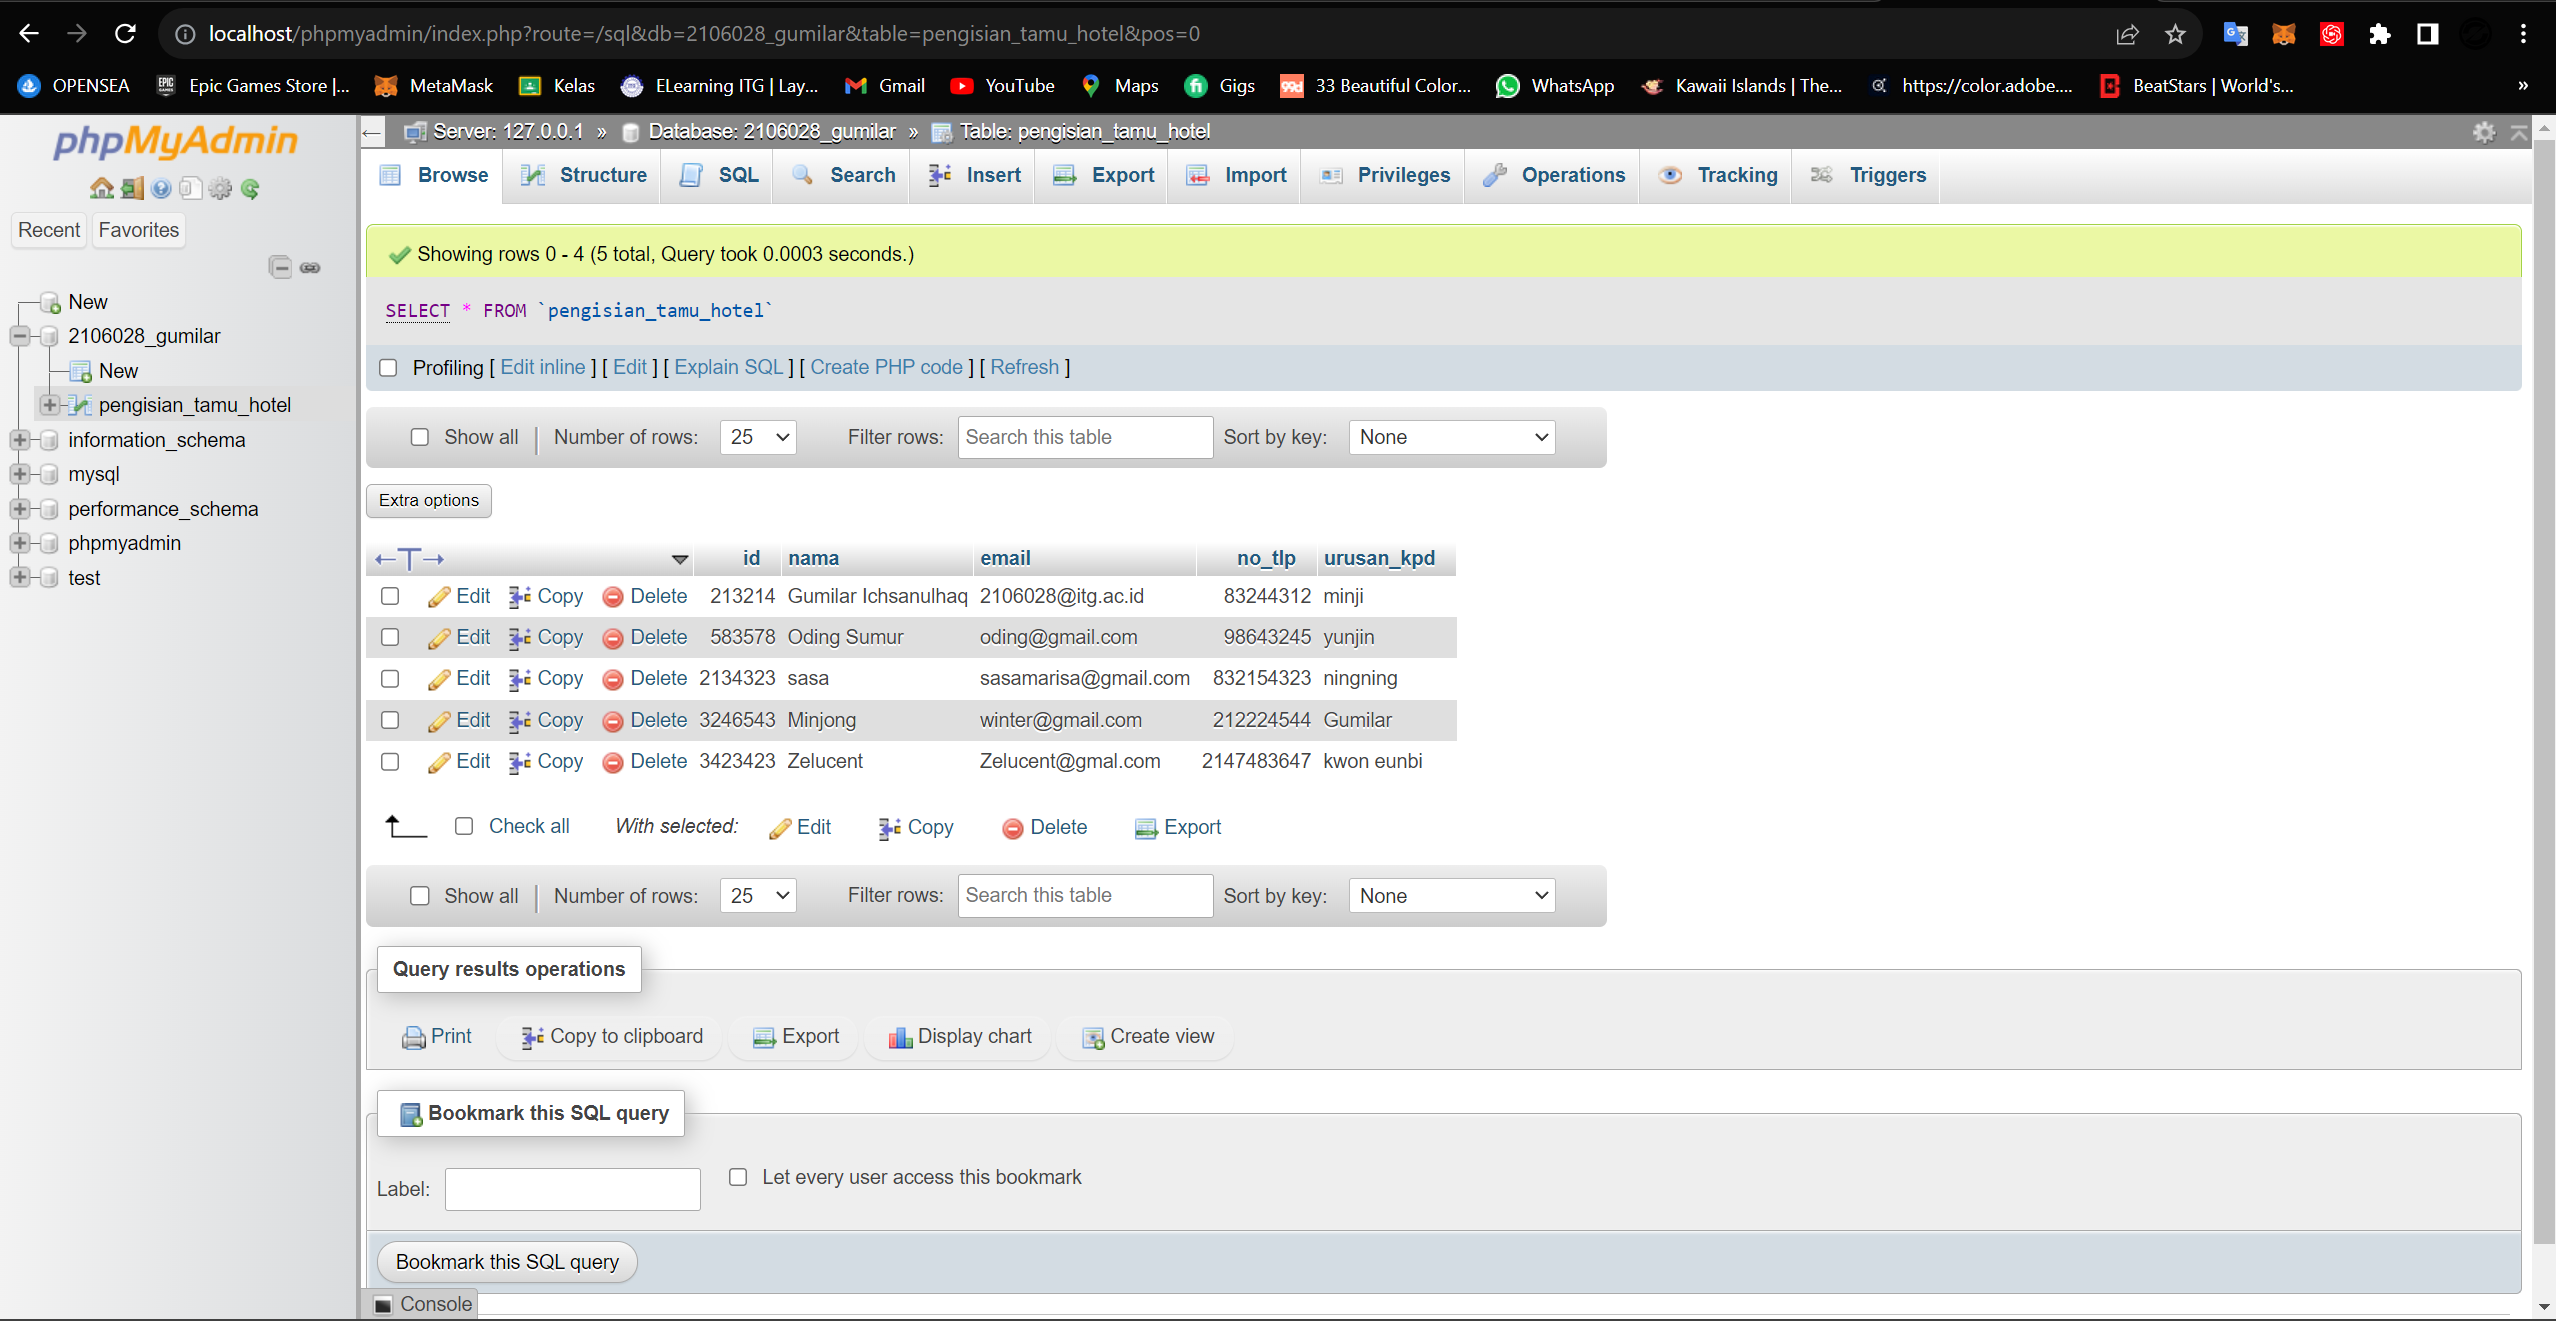 localhost/phpmyadmin/index.php?route=/sql&db=2106028_gumilar&table=pengisian_tamu_hotel&pos=0
OPENSEA EPIC GAMES Epic Games Store |... MetaMask Kelas ELearning ITG | Lay... Gmail YouTube Maps fi Gigs 99d 33 Beautiful Color... WhatsApp Kawaii Islands | The... https://color.adobe.... BeatStars | World's... »
phpMyAdmin
Recent Favorites
New
2106028_gumilar
New
pengisian_tamu_hotel
information_schema
mysql
performance_schema
phpmyadmin
test
Server: 127.0.0.1 » Database: 2106028_gumilar » Table: pengisian_tamu_hotel
Browse Structure SQL Search Insert Export Import Privileges Operations Tracking Triggers
Showing rows 0 - 4 (5 total, Query took 0.0003 seconds.)
SELECT * FROM `pengisian_tamu_hotel`
Profiling [ Edit inline ] [ Edit ] [ Explain SQL ] [ Create PHP code ] [ Refresh ]
Show all Number of rows: 25 Filter rows: Search this table Sort by key: None
Extra options
id nama email no_tlp urusan_kpd
Edit Copy Delete 213214 Gumilar Ichsanulhaq 2106028@itg.ac.id 83244312 minji
Edit Copy Delete 583578 Oding Sumur oding@gmail.com 98643245 yunjin
Edit Copy Delete 2134323 sasa sasamarisa@gmail.com 832154323 ningning
Edit Copy Delete 3246543 Minjong winter@gmail.com 212224544 Gumilar
Edit Copy Delete 3423423 Zelucent Zelucent@gmal.com 2147483647 kwon eunbi
Check all With selected: Edit Copy Delete Export
Show all Number of rows: 25 Filter rows: Search this table Sort by key: None
Query results operations
Print Copy to clipboard Export Display chart Create view
Bookmark this SQL query
Label: Let every user access this bookmark
Bookmark this SQL query
Console